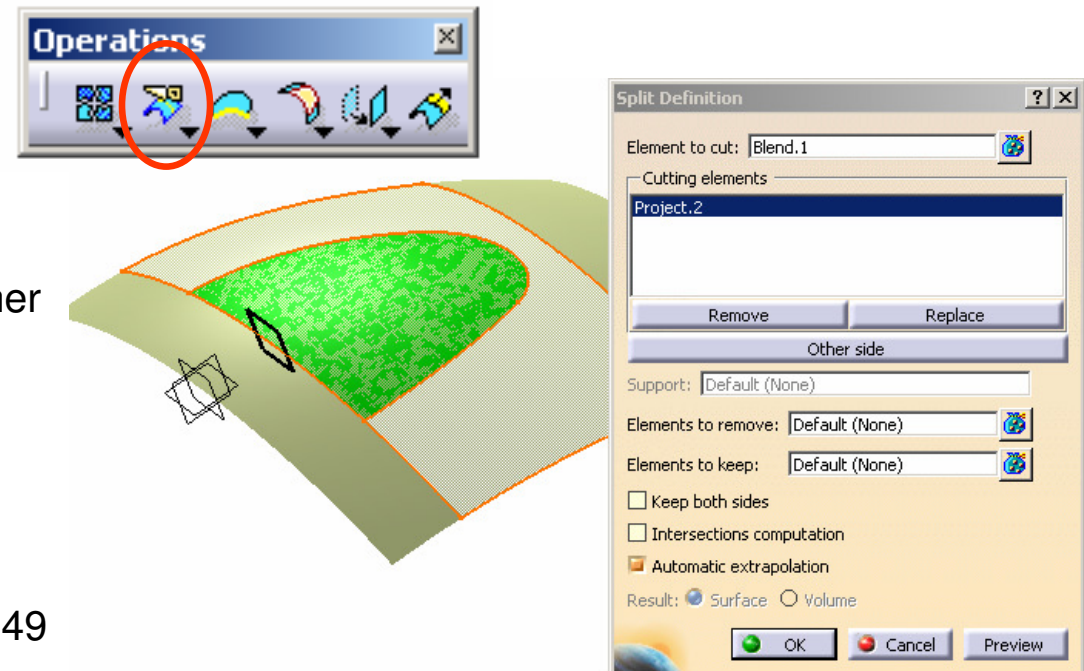 Operations
Split Definition
Element to cut: Blend.1
Cutting elements
Project.2
Remove Replace
Other side
Support: Default (None)
Elements to remove: Default (None)
Elements to keep: Default (None)
Keep both sides
Intersections computation
Automatic extrapolation
Result: Surface Volume
OK Cancel Preview
49